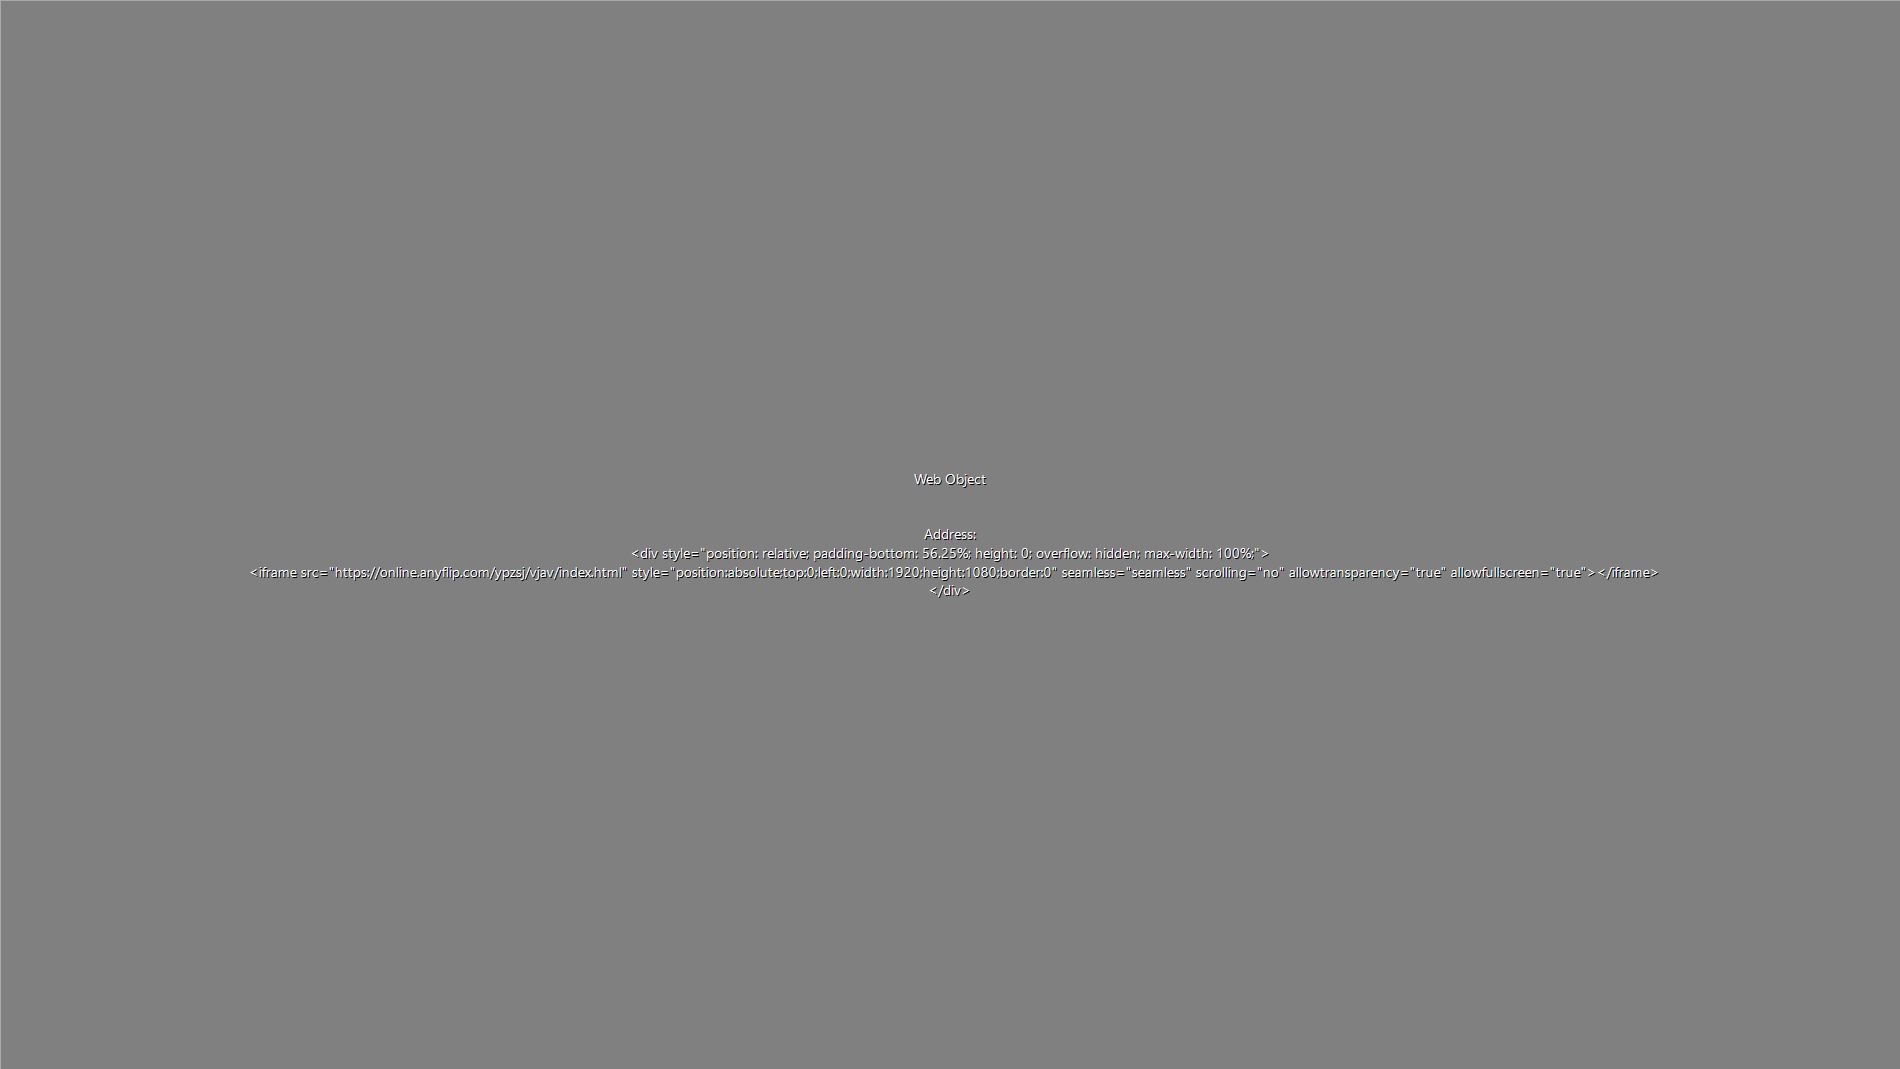 Web Object
Address:
<div style="position: relative; padding-bottom: 56.25%; height: 0; overflow: hidden; max-width: 100%;">
<iframe src="https://online.anyflip.com/ypzsj/vjav/index.html" style="position:absolute;top:0;left:0;width:1920;height:1080;border:0" seamless="seamless" scrolling="no" allowtransparency="true" allowfullscreen="true"></iframe>
</div>